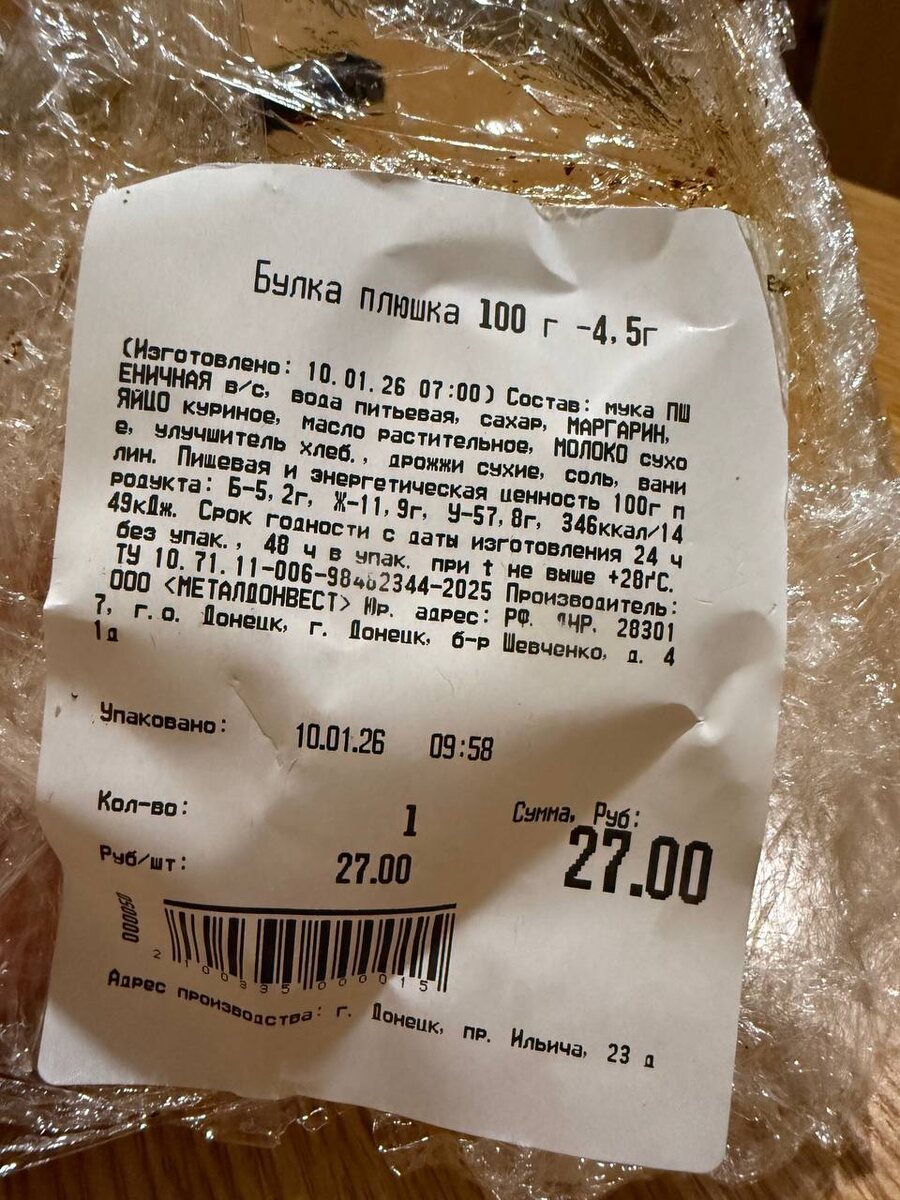 Булка плюшка 100 г -4,5г
(Изготовлено: 10.01.26 07:00) Состав: мука ПШ
ЕНИЧНАЯ в/с, вода питьевая, сахар, МАРГАРИН,
ЯЙЦО куриное, масло растительное, МОЛОКО сухо
е, улучшитель хлеб., дрожжи сухие, соль, вани
лин. Пищевая и энергетическая ценность 100г п
родукта: Б-5,2г, Ж-11,9г, У-57,8г, 346ккал/14
49кДж. Срок годности с даты изготовления 24 ч
без упак., 48 ч в упак. при t не выше +28гС.
ТУ 10.71.11-006-98462344-2025 Производитель:
ООО <МЕТАЛДОНВЕСТ> Юр. адрес: РФ, ДНР, 28301
7, г.о. Донецк, г. Донецк, б-р Шевченко, д. 4
1д
Упаковано: 10.01.26 09:58
Кол-во: 1 Сумма, Руб:
Руб/шт: 27.00 27.00
000050
2 100335 000015
Адрес производства: г. Донецк, пр. Ильича, 23 д